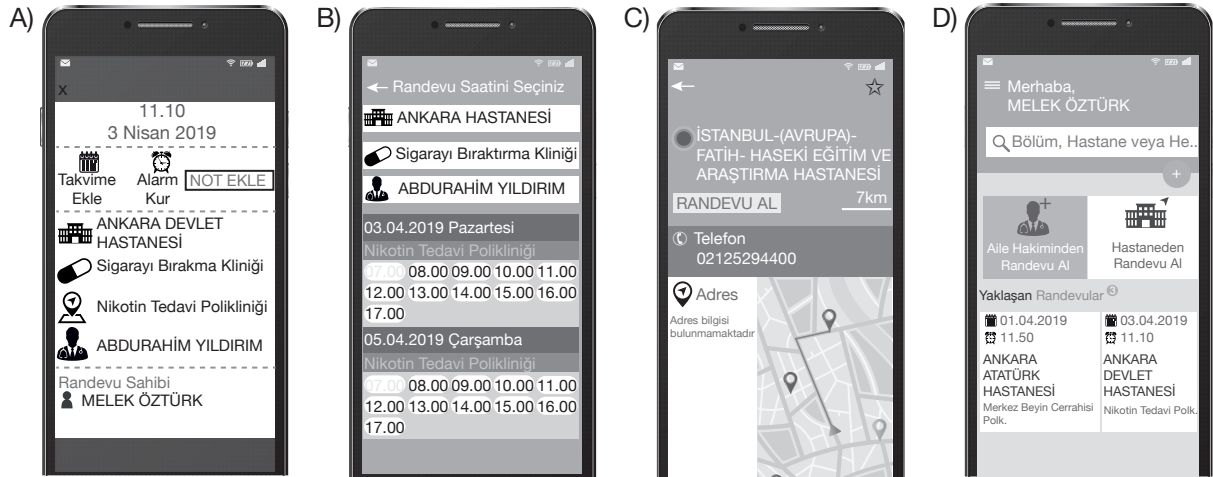 A)
x
11.10
3 Nisan 2019
Takvime
Ekle
Alarm
Kur
NOT EKLE
ANKARA DEVLET
HASTANESİ
Sigarayı Bırakma Kliniği
Nikotin Tedavi Polikliniği
ABDURAHİM YILDIRIM
Randevu Sahibi
MELEK ÖZTÜRK
B)
Randevu Saatini Seçiniz
ANKARA HASTANESİ
Sigarayı Bıraktırma Kliniği
ABDURAHİM YILDIRIM
03.04.2019 Pazartesi
Nikotin Tedavi Polikliniği
07.00 08.00 09.00 10.00 11.00
12.00 13.00 14.00 15.00 16.00
17.00
05.04.2019 Çarşamba
Nikotin Tedavi Polikliniği
07.00 08.00 09.00 10.00 11.00
12.00 13.00 14.00 15.00 16.00
17.00
C)
İSTANBUL-(AVRUPA)-
FATİH- HASEKİ EĞİTİM VE
ARAŞTIRMA HASTANESİ
RANDEVU AL 7km
Telefon
02125294400
Adres
Adres bilgisi
bulunmamaktadır
D)
Merhaba,
MELEK ÖZTÜRK
Bölüm, Hastane veya He..
+
Aile Hakiminden
Randevu Al
Hastaneden
Randevu Al
Yaklaşan Randevular 3
01.04.2019
11.50
ANKARA
ATATÜRK
HASTANESİ
Merkez Beyin Cerrahisi
Polk.
03.04.2019
11.10
ANKARA
DEVLET
HASTANESİ
Nikotin Tedavi Polk.